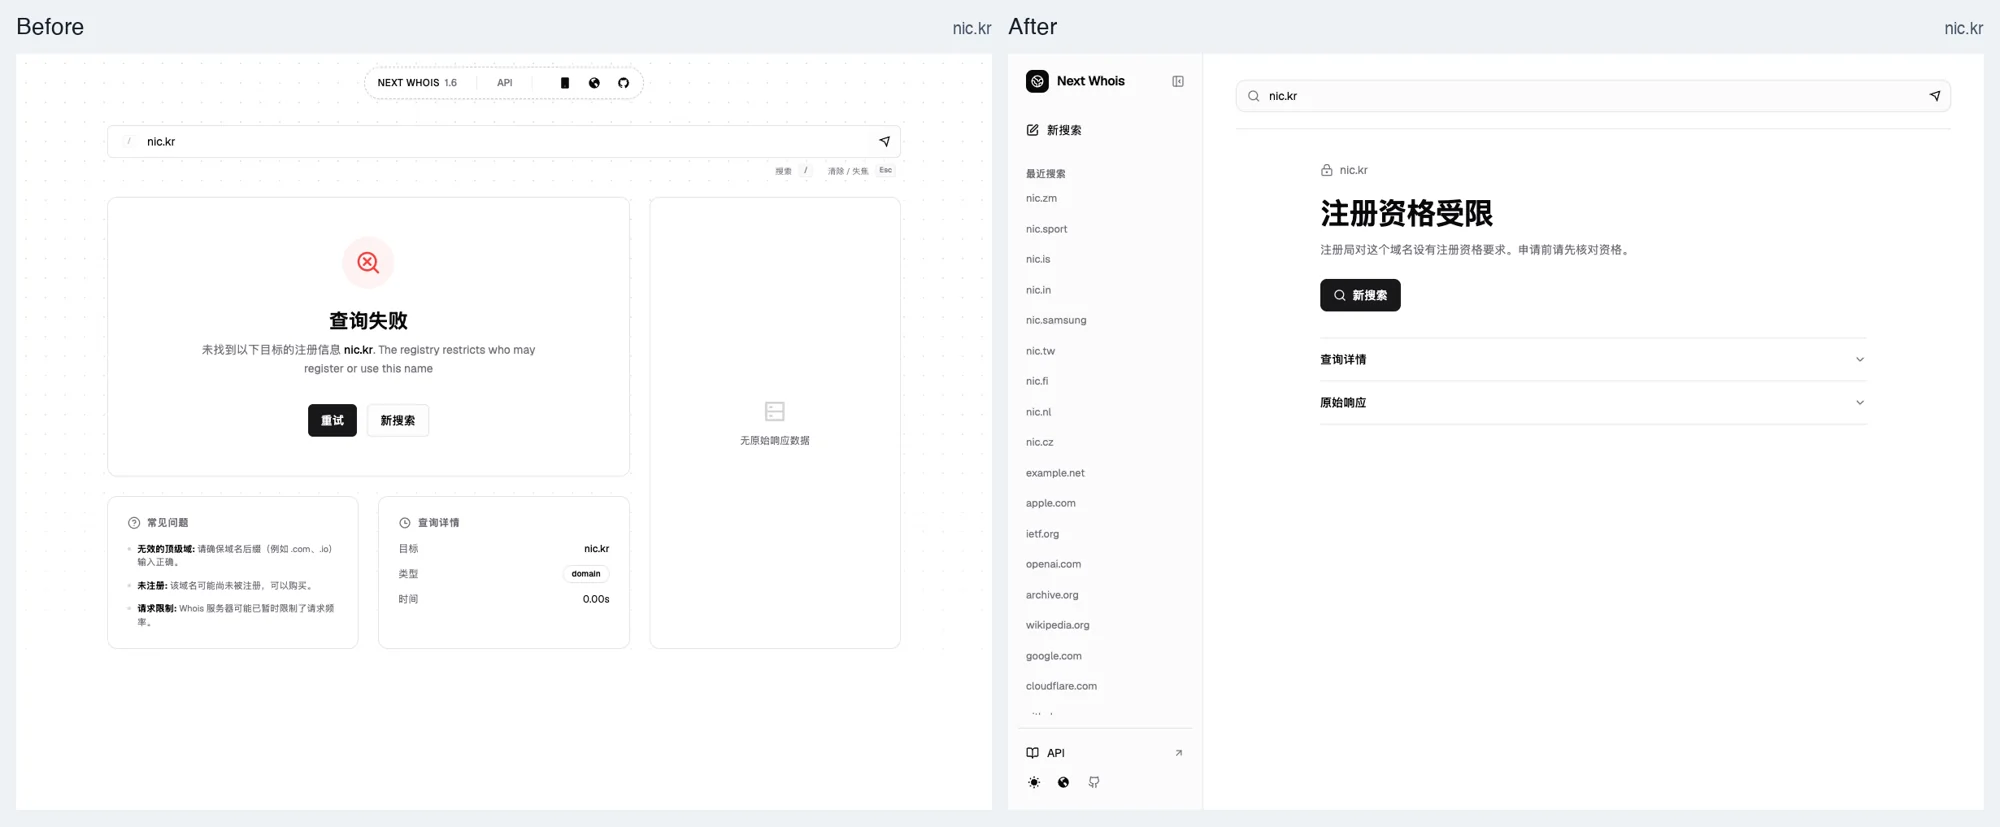 Before
nic.kr
NEXT WHOIS 1.6
API
/
nic.kr
搜索 /
清除 / 失焦 Esc
查询失败
未找到以下目标的注册信息 nic.kr. The registry restricts who may
register or use this name
重试
新搜索
无原始响应数据
常见问题
无效的顶级域: 请确保域名后缀（例如 .com、.io）
输入正确。
未注册: 该域名可能尚未被注册，可以购买。
请求限制: Whois 服务器可能已暂时限制了请求频
率。
查询详情
目标 nic.kr
类型 domain
时间 0.00s
After
nic.kr
Next Whois
新搜索
最近搜索
nic.zm
nic.sport
nic.is
nic.in
nic.samsung
nic.tw
nic.fi
nic.nl
nic.cz
example.net
apple.com
ietf.org
openai.com
archive.org
wikipedia.org
google.com
cloudflare.com
API
nic.kr
nic.kr
注册资格受限
注册局对这个域名设有注册资格要求。申请前请先核对资格。
新搜索
查询详情
原始响应